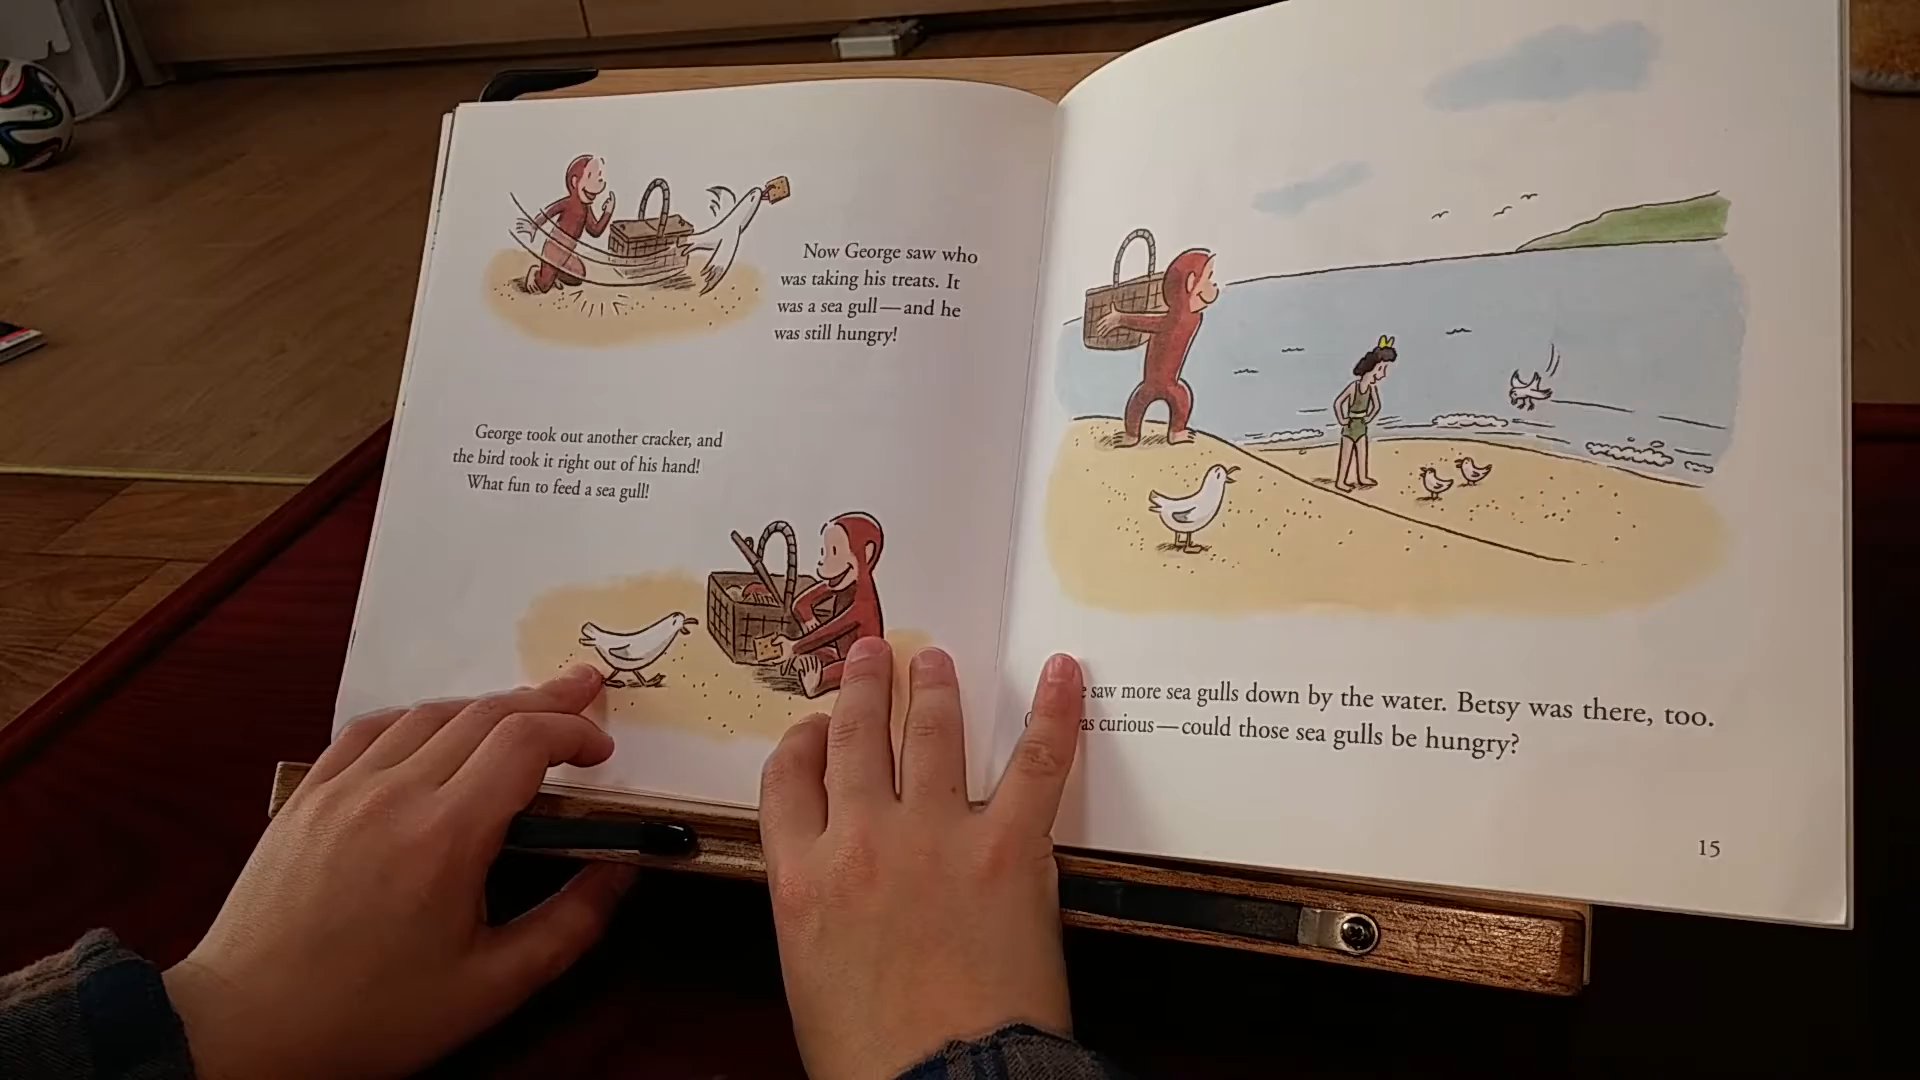 Now George saw who
was taking his treats. It
was a sea gull—and he
was still hungry!
George took out another cracker, and
the bird took it right out of his hand!
What fun to feed a sea gull!
saw more sea gulls down by the water. Betsy was there, too.
curious—could those sea gulls be hungry?
15